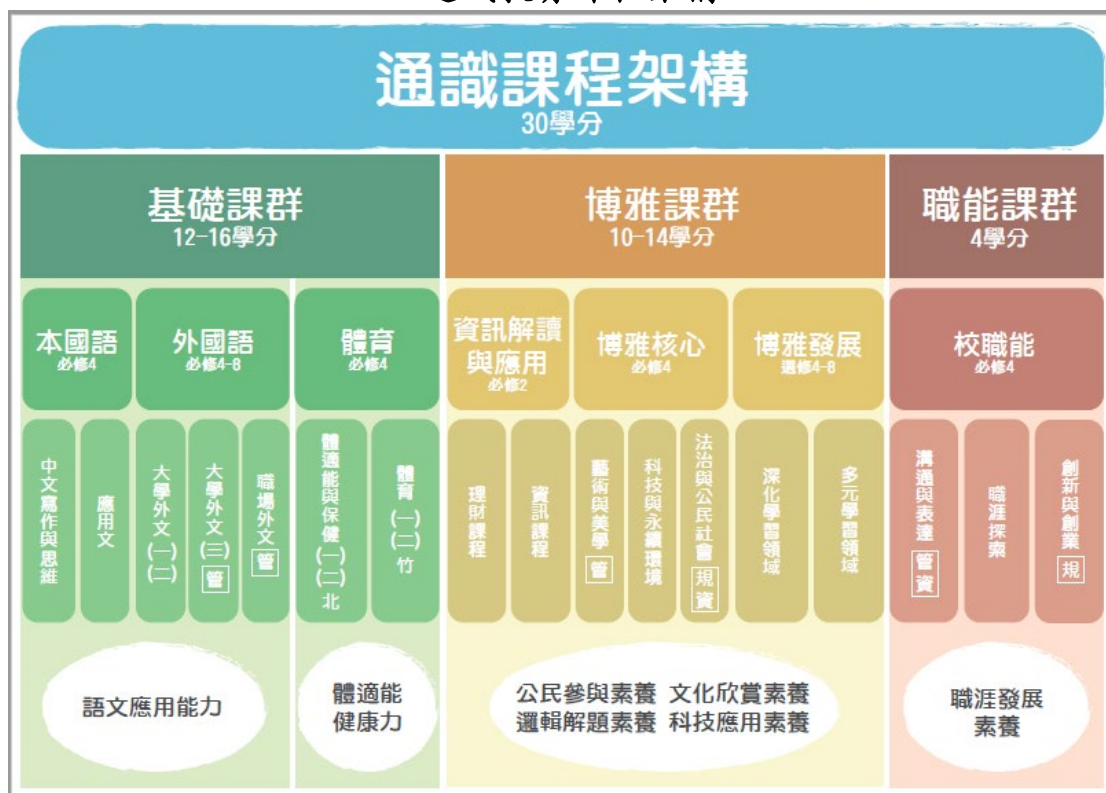 通識課程架構
30學分
基礎課群
12-16學分
博雅課群
10-14學分
職能課群
4學分
本國語
必修4
外國語
必修4-8
體育
必修4
資訊解讀
與應用
必修2
博雅核心
必修4
博雅發展
選修4-8
校職能
必修4
中文寫作與思維
應用文
大學外文(一)(二)
大學外文(三)管
職場外文管
體適能與保健(一)(二)北
體育(一)(二)竹
理財課程
資訊課程
藝術與美學管
科技與永續環境
法治與公民社會規資
深化學習領域
多元學習領域
溝通與表達管資
職涯探索
創新與創業規
語文應用能力
體適能
健康力
公民參與素養 文化欣賞素養
邏輯解題素養 科技應用素養
職涯發展
素養